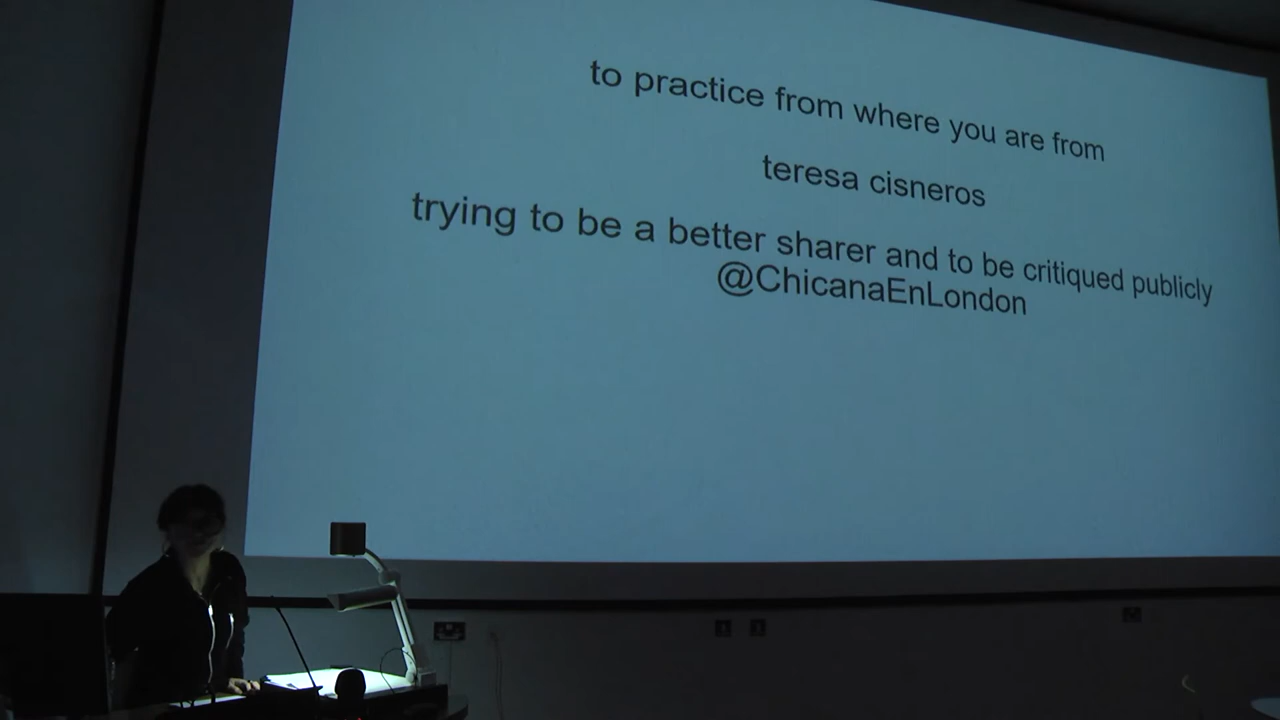 to practice from where you are from
teresa cisneros
trying to be a better sharer and to be critiqued publicly
@ChicanaEnLondon